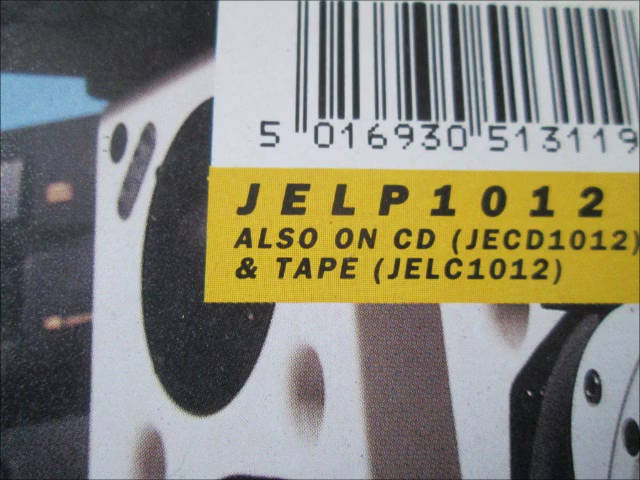 5 016930 513119
JELP1012
ALSO ON CD (JECD1012)
& TAPE (JELC1012)